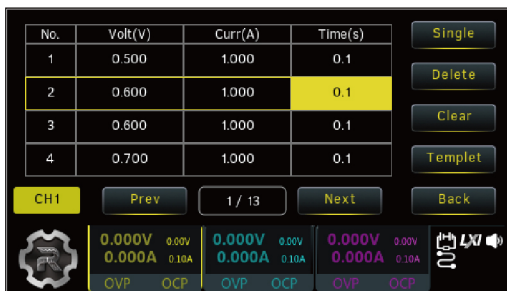 No. Volt(V) Curr(A) Time(s) Single
1 0.500 1.000 0.1
Delete
2 0.600 1.000 0.1
3 0.600 1.000 0.1 Clear
4 0.700 1.000 0.1 Templet
CH1 Prev 1 / 13 Next Back
0.000V 0.00V 0.000V 0.00V 0.000V 0.00V LXI
0.000A 0.10A 0.000A 0.10A 0.000A 0.10A
OVP OCP OVP OCP OVP OCP